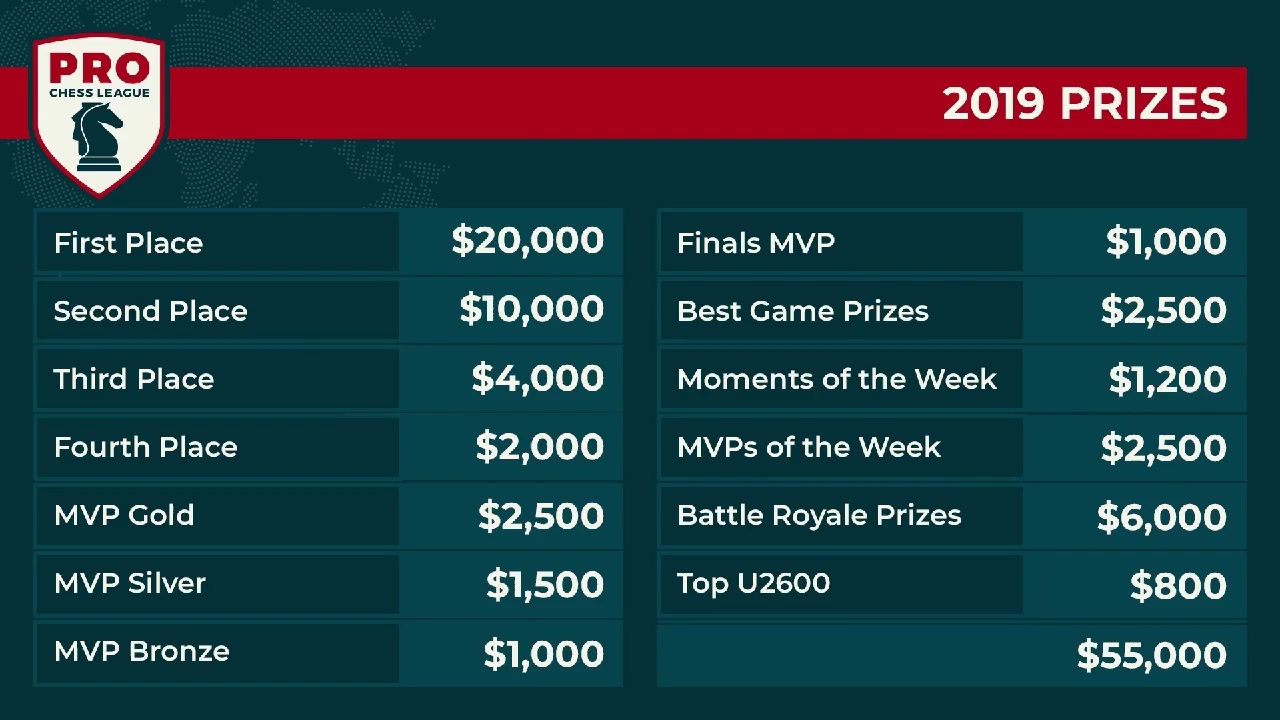 PRO
CHESS LEAGUE
2019 PRIZES
First Place $20,000
Second Place $10,000
Third Place $4,000
Fourth Place $2,000
MVP Gold $2,500
MVP Silver $1,500
MVP Bronze $1,000
Finals MVP $1,000
Best Game Prizes $2,500
Moments of the Week $1,200
MVPs of the Week $2,500
Battle Royale Prizes $6,000
Top U2600 $800
$55,000